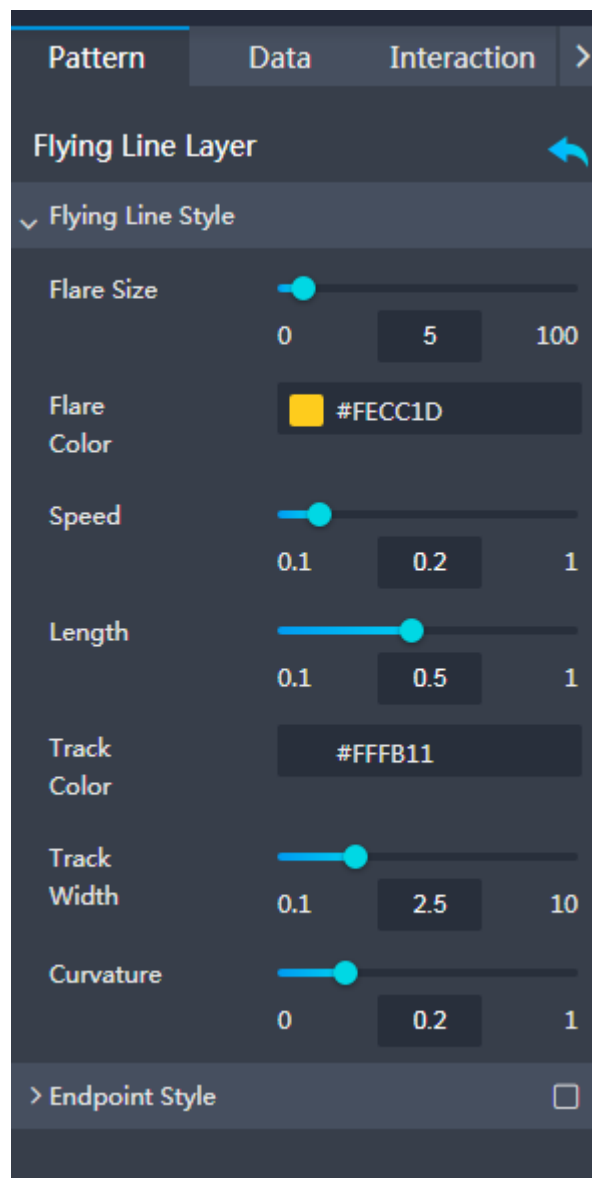 Pattern Data Interaction
Flying Line Layer
Flying Line Style
Flare Size
0 5 100
Flare
Color
#FECC1D
Speed
0.1 0.2 1
Length
0.1 0.5 1
Track
Color
#FFFB11
Track
Width
0.1 2.5 10
Curvature
0 0.2 1
Endpoint Style